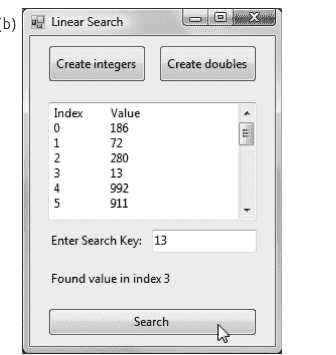 (b)
Linear Search
Create integers
Create doubles
Index Value
0 186
1 72
2 280
3 13
4 992
5 911
Enter Search Key: 13
Found value in index 3
Search